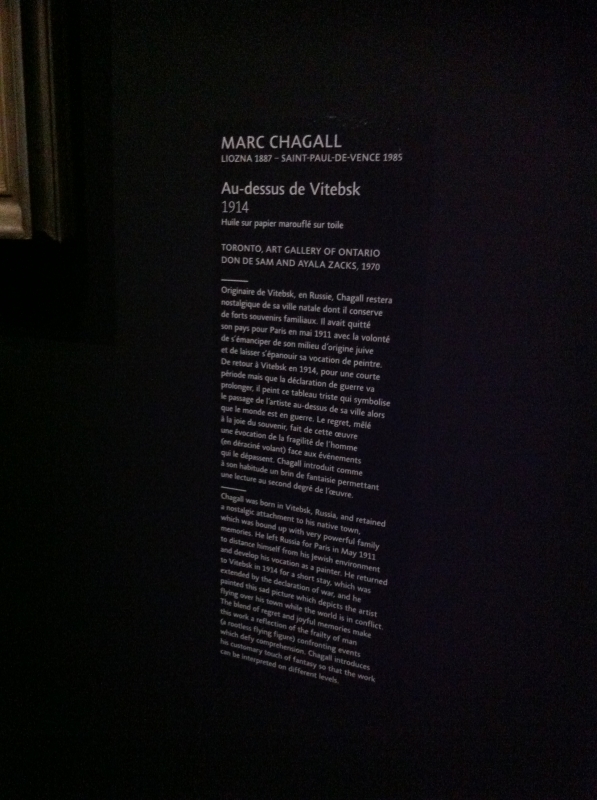 MARC CHAGALL
LIOZNA 1887 – SAINT-PAUL-DE-VENCE 1985
Au-dessus de Vitebsk
1914
Huile sur papier marouflé sur toile
TORONTO, ART GALLERY OF ONTARIO
DON DE SAM AND AYALA ZACKS, 1970
Originaire de Vitebsk, en Russie, Chagall restera
nostalgique de sa ville natale dont il conserve
de forts souvenirs familiaux. Il avait quitté
son pays pour Paris en mai 1911 avec la volonté
de s'émanciper de son milieu d'origine juive
et de laisser s'épanouir sa vocation de peintre.
De retour à Vitebsk en 1914, pour une courte
période mais que la déclaration de guerre va
prolonger, il peint ce tableau triste qui symbolise
le passage de l'artiste au-dessus de sa ville alors
que le monde est en guerre. Le regret, mêlé
à la joie du souvenir, fait de cette œuvre
une évocation de la fragilité de l'homme
(en déraciné volant) face aux événements
qui le dépassent. Chagall introduit comme
à son habitude un brin de fantaisie permettant
une lecture au second degré de l'œuvre.
Chagall was born in Vitebsk, Russia, and retained
a nostalgic attachment to his native town,
which was bound up with very powerful family
memories. He left Russia for Paris in May 1911
to distance himself from his Jewish environment
and develop his vocation as a painter. He returned
to Vitebsk in 1914 for a short stay, which was
extended by the declaration of war, and he
painted this sad picture which depicts the artist
flying over his town while the world is in conflict.
The blend of regret and joyful memories make
this work a reflection of the frailty of man
(a rootless flying figure) confronting events
which defy comprehension. Chagall introduces
his customary touch of fantasy so that the work
can be interpreted on different levels.